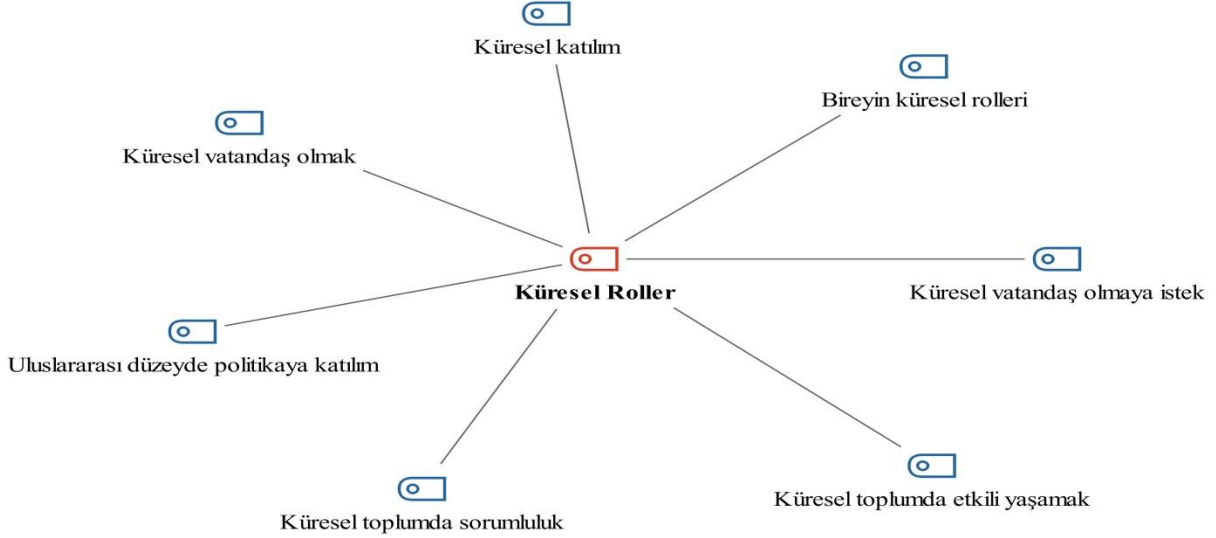 Küresel katılım
Bireyin küresel rolleri
Küresel vatandaş olmak
Küresel Roller
Küresel vatandaş olmaya istek
Uluslararası düzeyde politikaya katılım
Küresel toplumda etkili yaşamak
Küresel toplumda sorumluluk